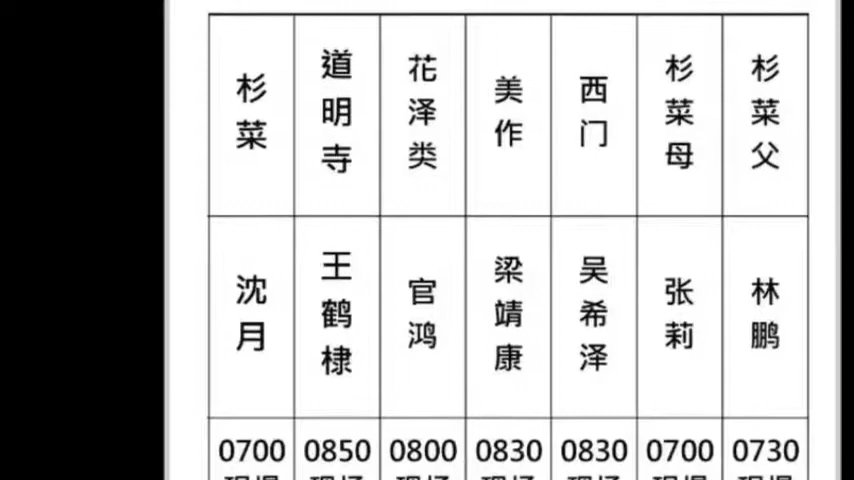 杉菜
道明寺
花泽类
美作
西门
杉菜母
杉菜父
沈月
王鹤棣
官鸿
梁靖康
吴希泽
张莉
林鹏
0700
0850
0800
0830
0830
0700
0730